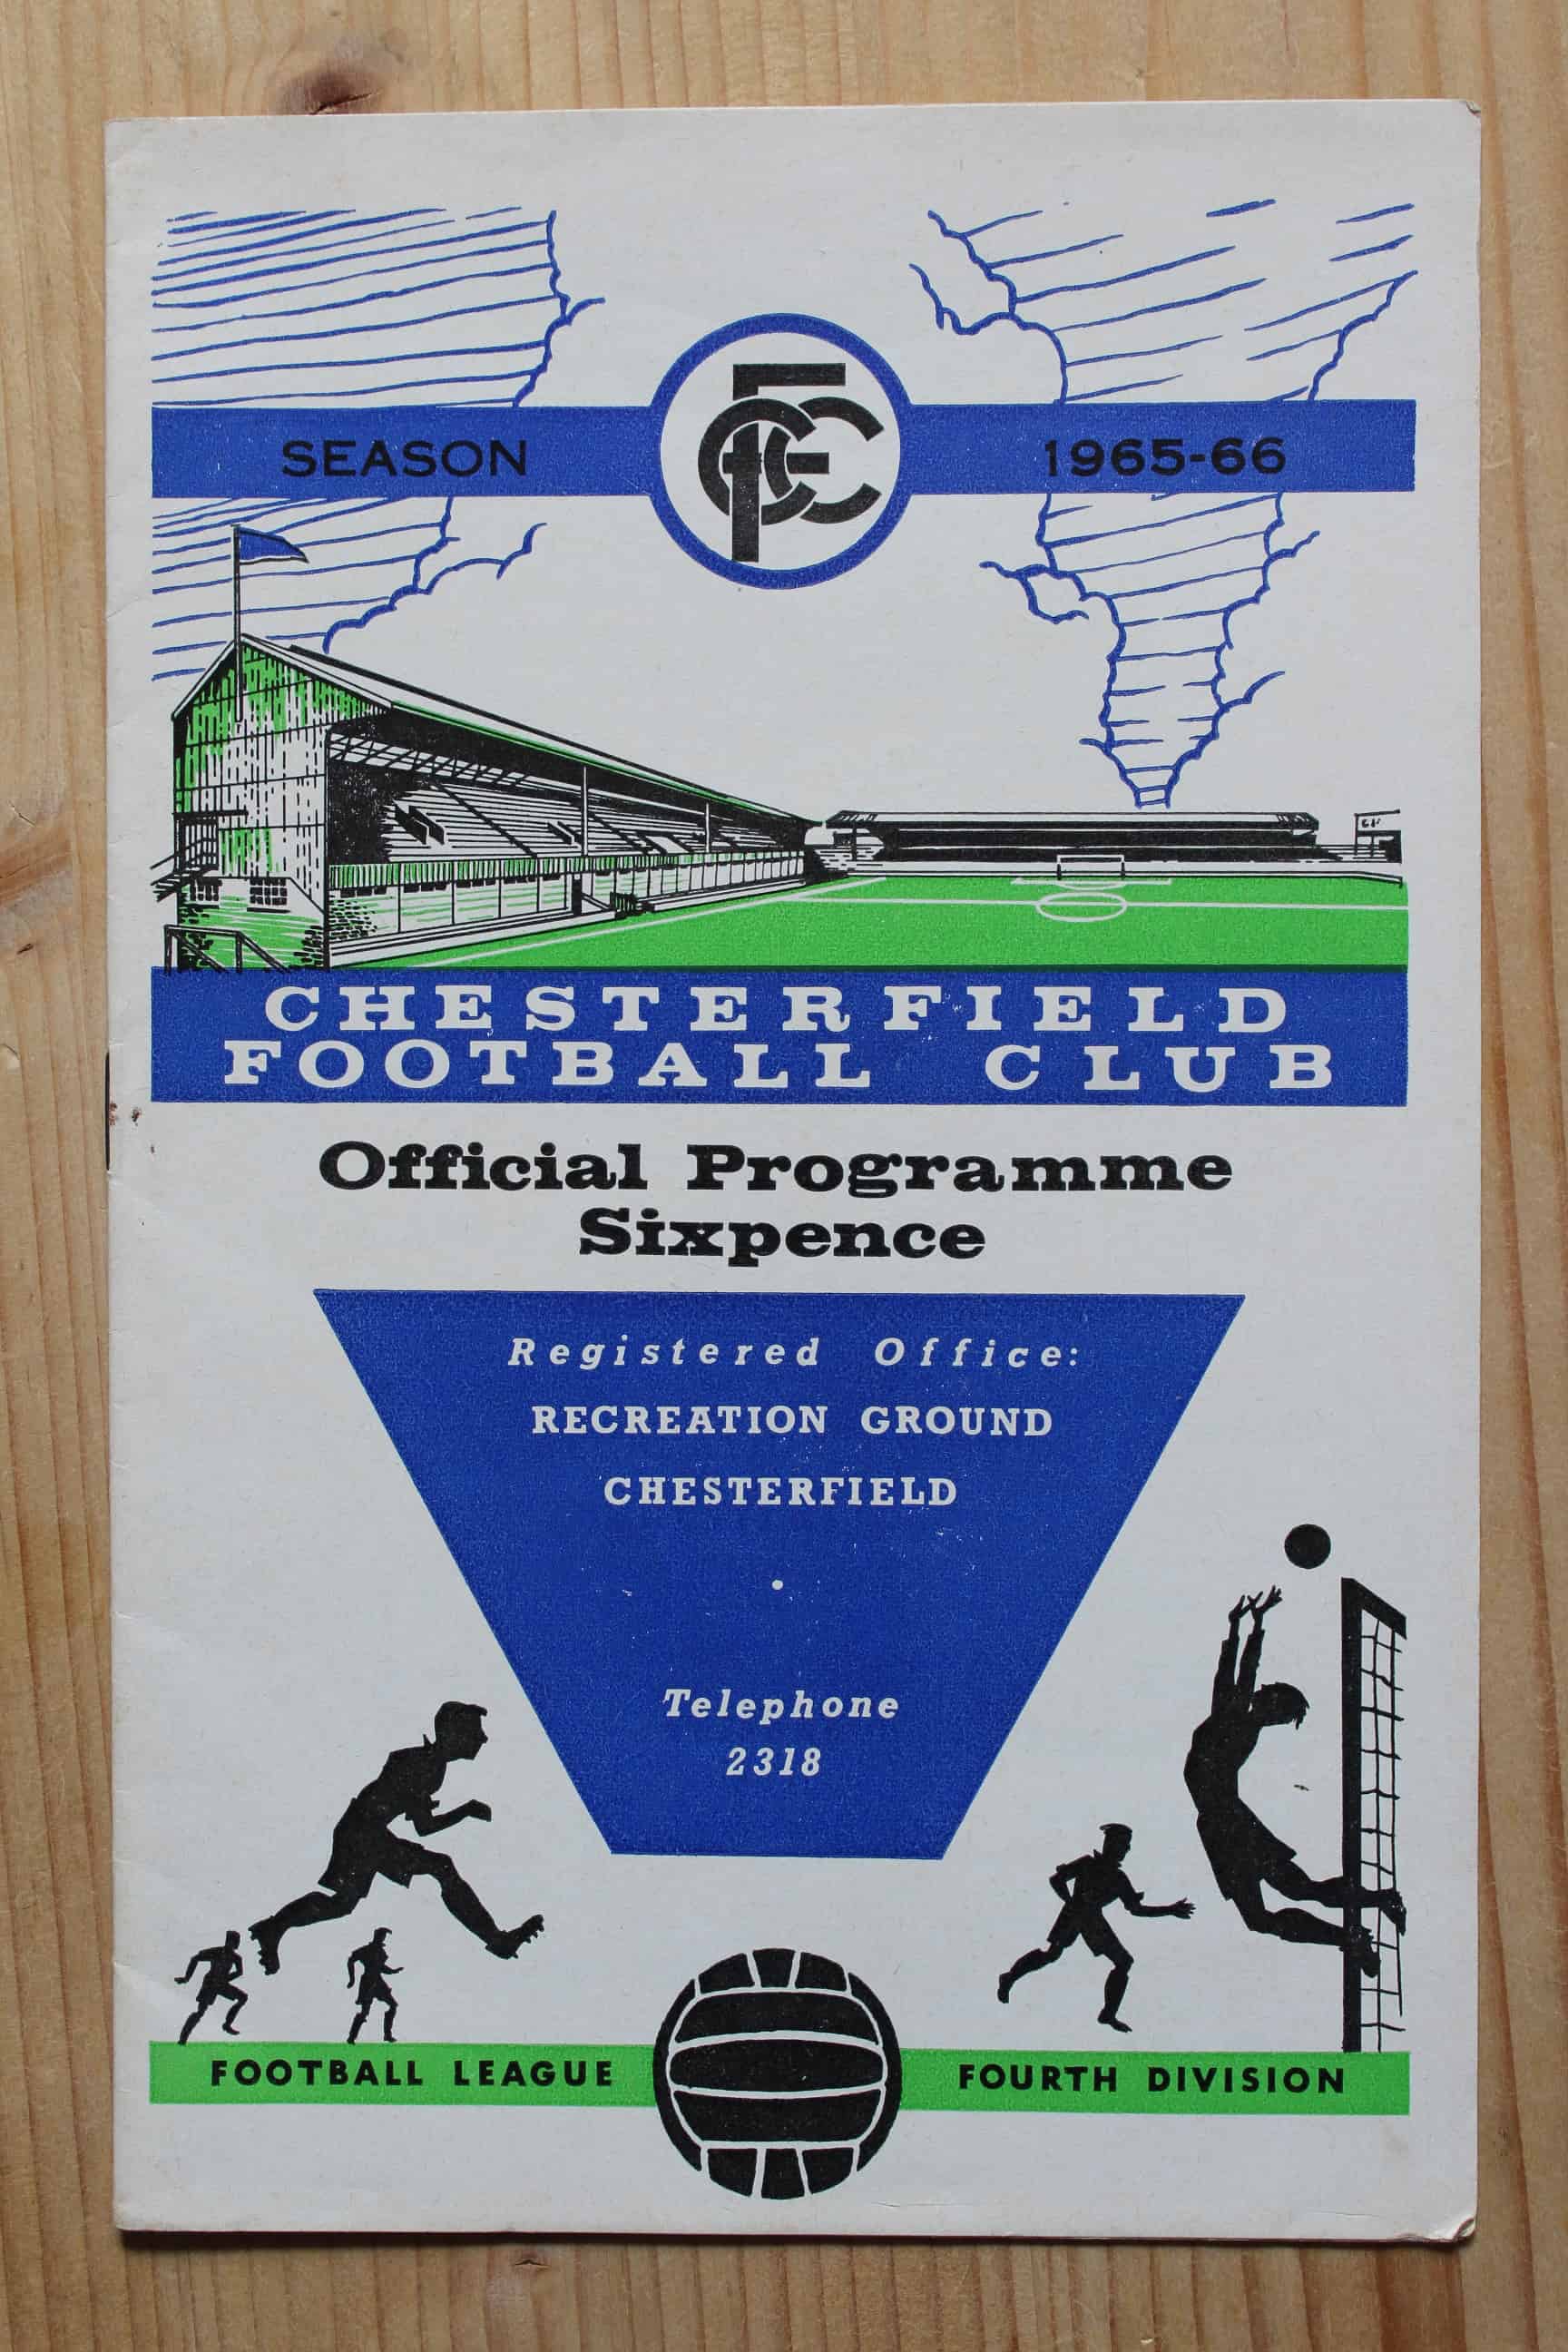 SEASON 1965-66
CHESTERFIELD
FOOTBALL CLUB
Official Programme
Sixpence
Registered Office:
RECREATION GROUND
CHESTERFIELD
Telephone
2318
FOOTBALL LEAGUE FOURTH DIVISION